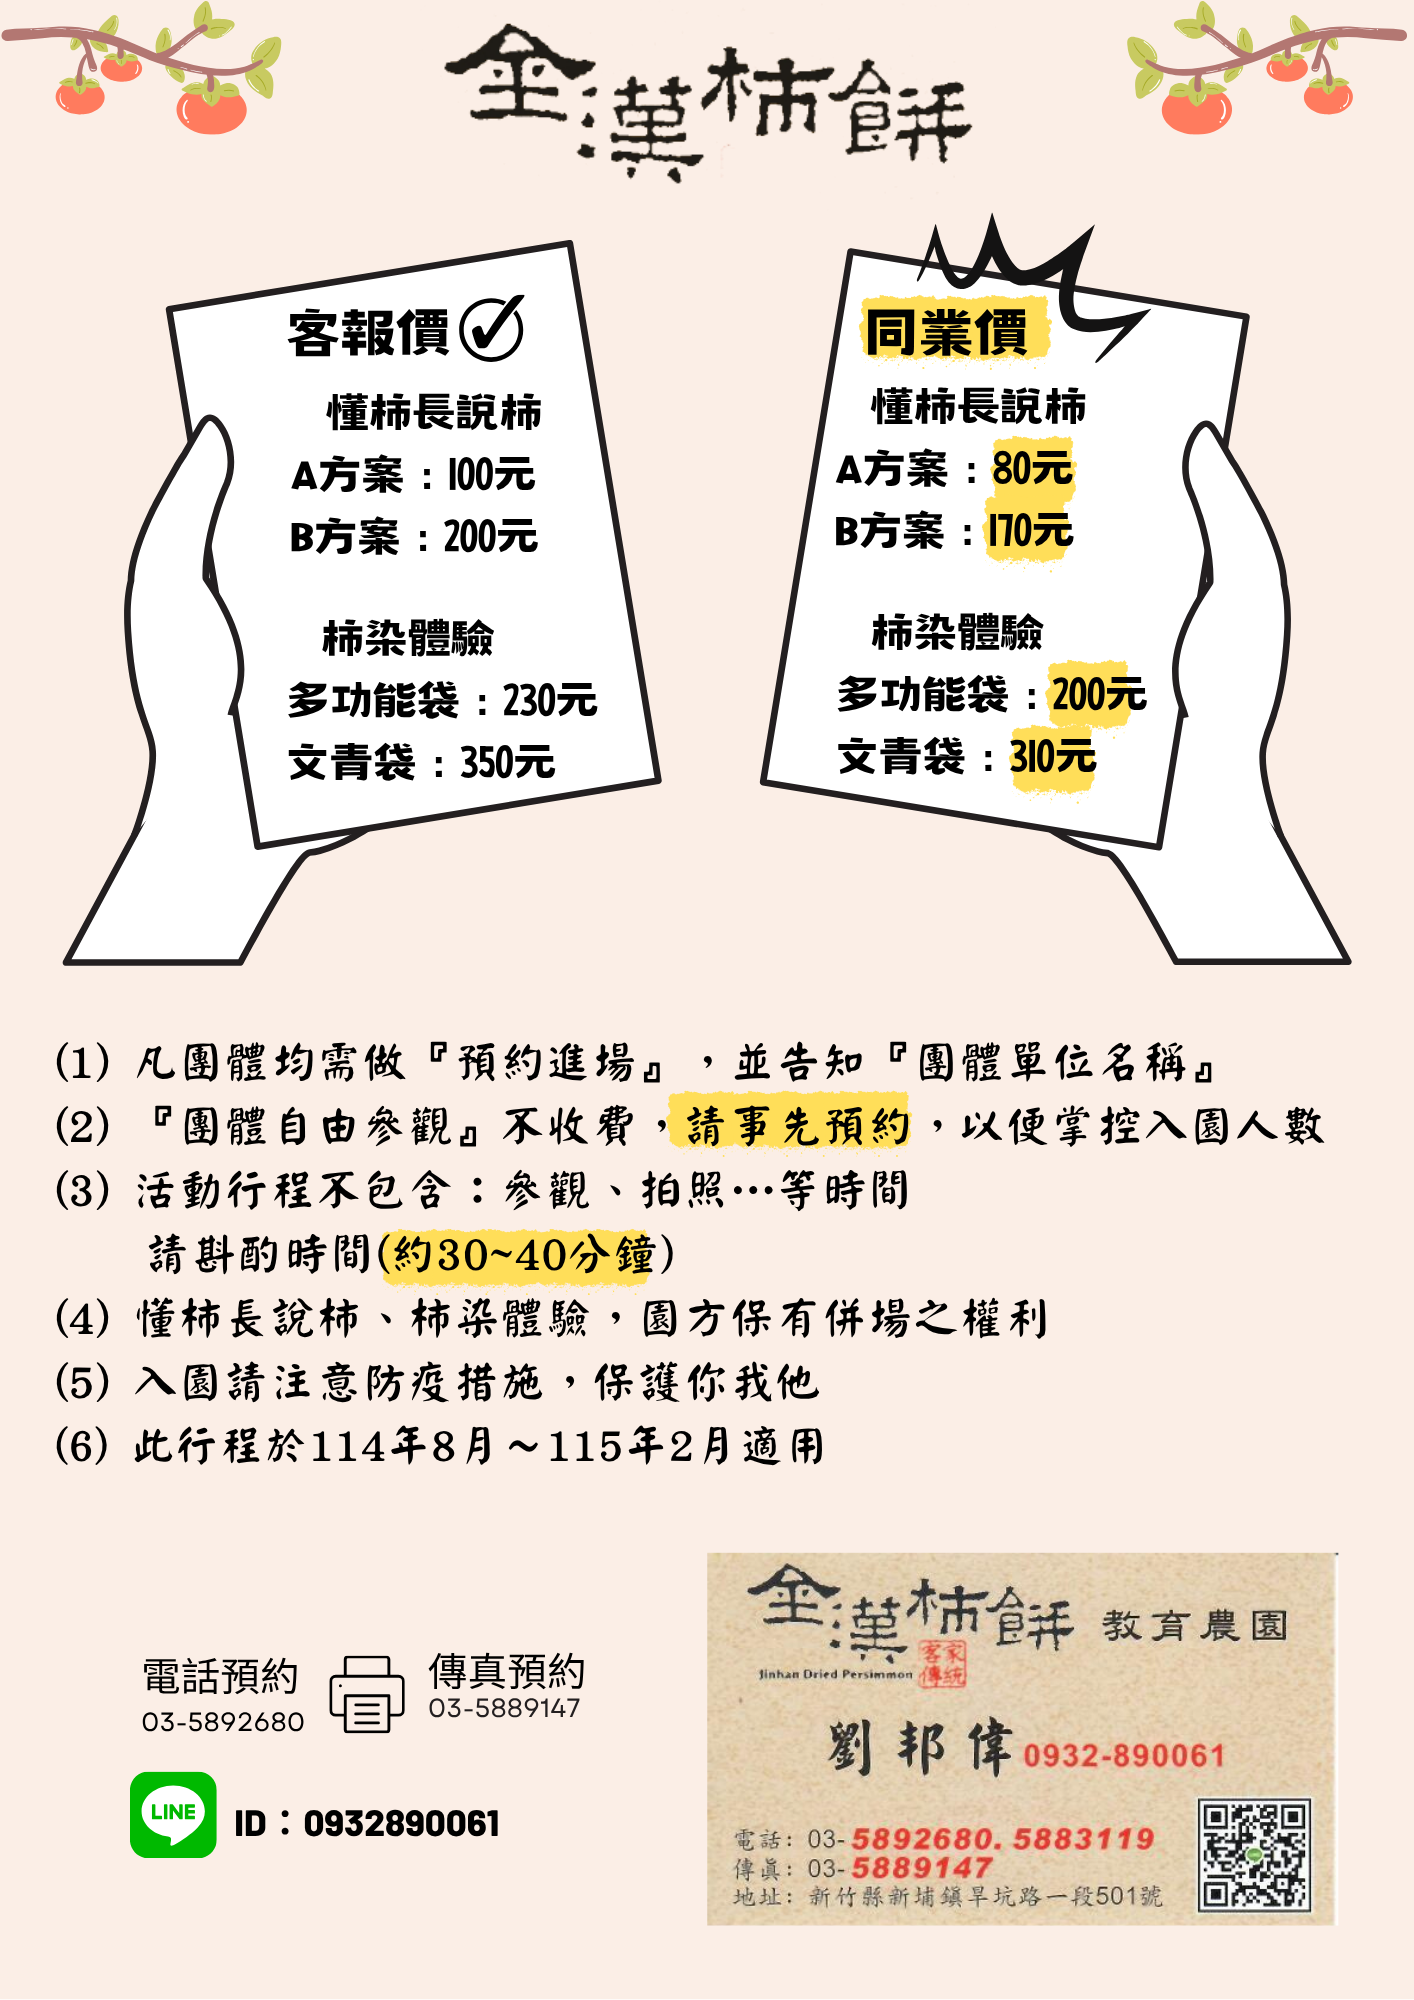 金漢柿餅
客報價
懂柿長說柿
A方案：100元
B方案：200元
柿染體驗
多功能袋：230元
文青袋：350元
同業價
懂柿長說柿
A方案：80元
B方案：170元
柿染體驗
多功能袋：200元
文青袋：310元
(1) 凡團體均需做『預約進場』，並告知『團體單位名稱』
(2) 『團體自由參觀』不收費，請事先預約，以便掌控入園人數
(3) 活動行程不包含：參觀、拍照…等時間
請斟酌時間(約30~40分鐘)
(4) 懂柿長說柿、柿染體驗，園方保有併場之權利
(5) 入園請注意防疫措施，保護你我他
(6) 此行程於114年8月～115年2月適用
電話預約
03-5892680
傳真預約
03-5889147
LINE
ID：0932890061
金漢柿餅 教育農園
Jinhan Dried Persimmon
客家
傳統
劉邦偉 0932-890061
電話：03-5892680. 5883119
傳真：03-5889147
地址：新竹縣新埔鎮旱坑路一段501號